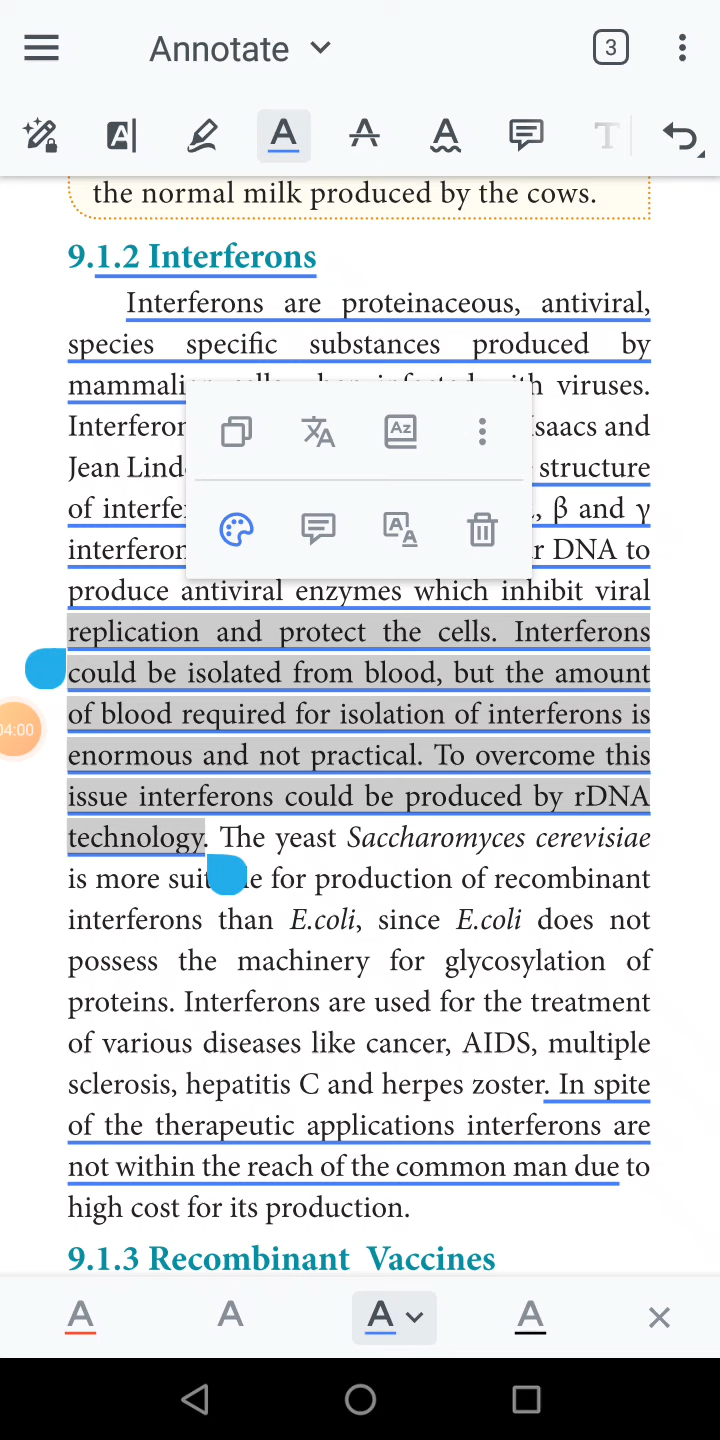 Annotate
3
the normal milk produced by the cows.
9.1.2 Interferons
Interferons are proteinaceous, antiviral,
species specific substances produced by
viruses.
Isaacs and
Jean structure
of β and γ
DNA to
produce antiviral enzymes which inhibit viral
replication and protect the cells. Interferons
could be isolated from blood, but the amount
04:00
of blood required for isolation of interferons is
enormous and not practical. To overcome this
issue interferons could be produced by rDNA
technology. The yeast Saccharomyces cerevisiae
is more for production of recombinant
interferons than E.coli, since E.coli does not
possess the machinery for glycosylation of
proteins. Interferons are used for the treatment
of various diseases like cancer, AIDS, multiple
sclerosis, hepatitis C and herpes zoster. In spite
of the therapeutic applications interferons are
not within the reach of the common man due to
high cost for its production.
9.1.3 Recombinant Vaccines